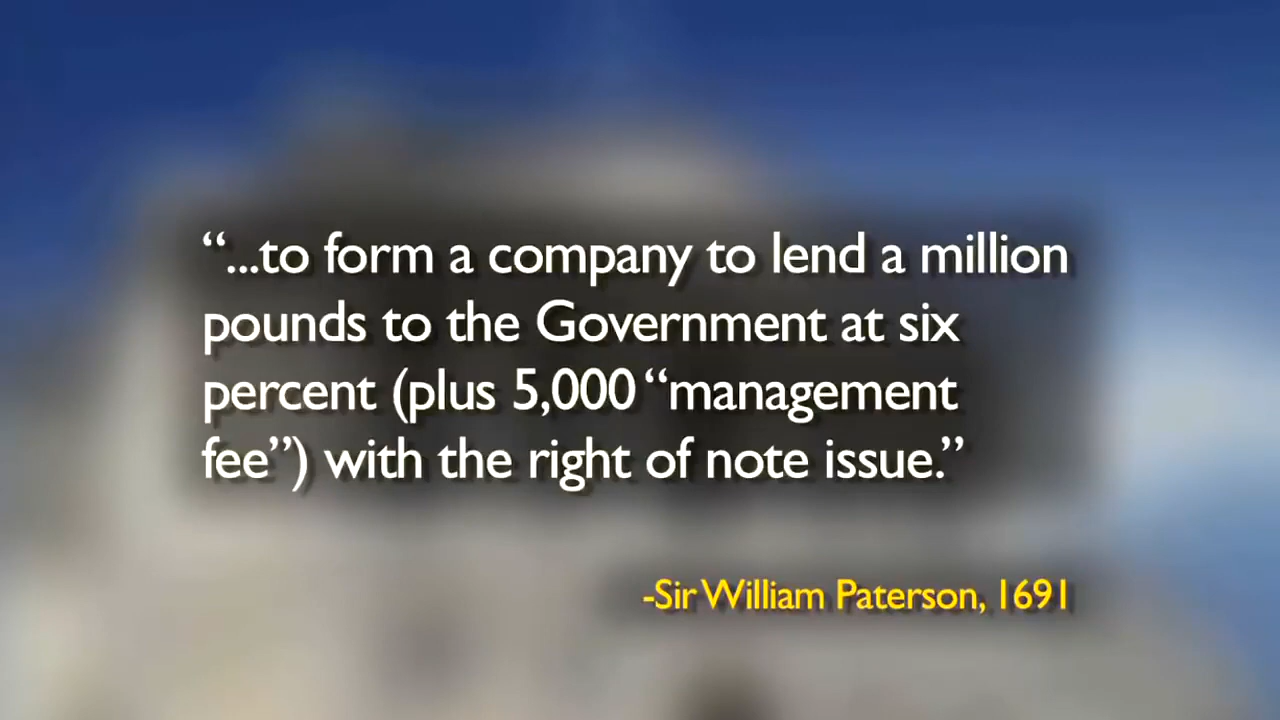 “...to form a company to lend a million
pounds to the Government at six
percent (plus 5,000 “management
fee”) with the right of note issue.”
-Sir William Paterson, 1691